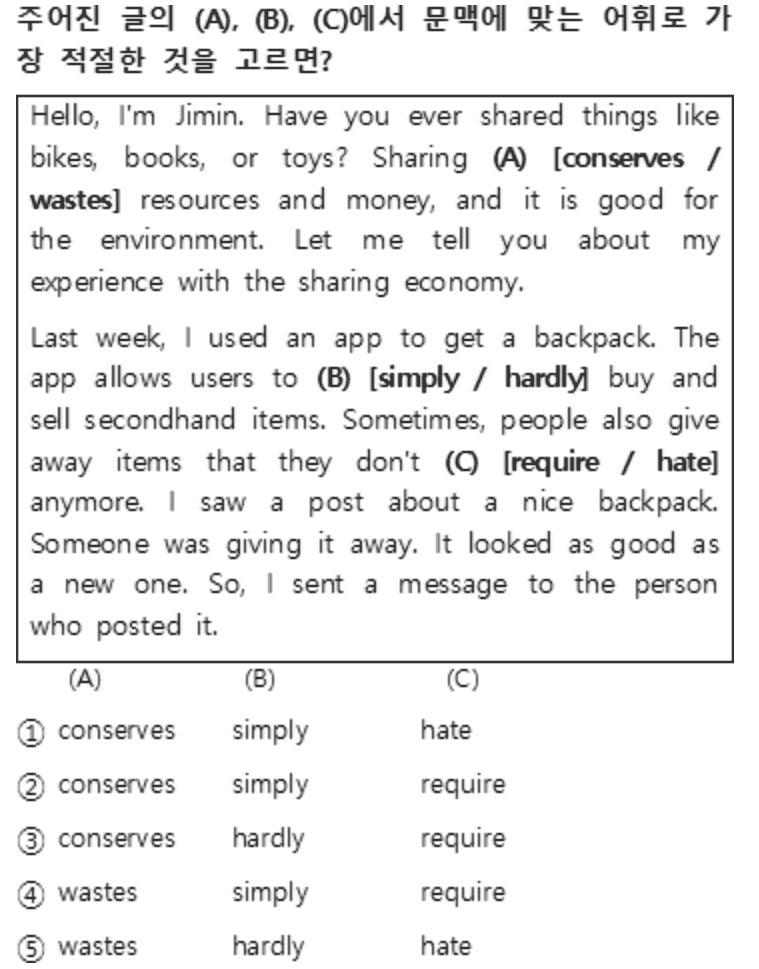 주어진 글의 (A), (B), (C)에서 문맥에 맞는 어휘로 가
장 적절한 것을 고르면?
Hello, I'm Jimin. Have you ever shared things like
bikes, books, or toys? Sharing (A) [conserves /
wastes] resources and money, and it is good for
the environment. Let me tell you about my
experience with the sharing economy.
Last week, I used an app to get a backpack. The
app allows users to (B) [simply / hardly] buy and
sell secondhand items. Sometimes, people also give
away items that they don't (C) [require / hate]
anymore. I saw a post about a nice backpack.
Someone was giving it away. It looked as good as
a new one. So, I sent a message to the person
who posted it.
(A) (B) (C)
① conserves simply hate
② conserves simply require
③ conserves hardly require
④ wastes simply require
⑤ wastes hardly hate